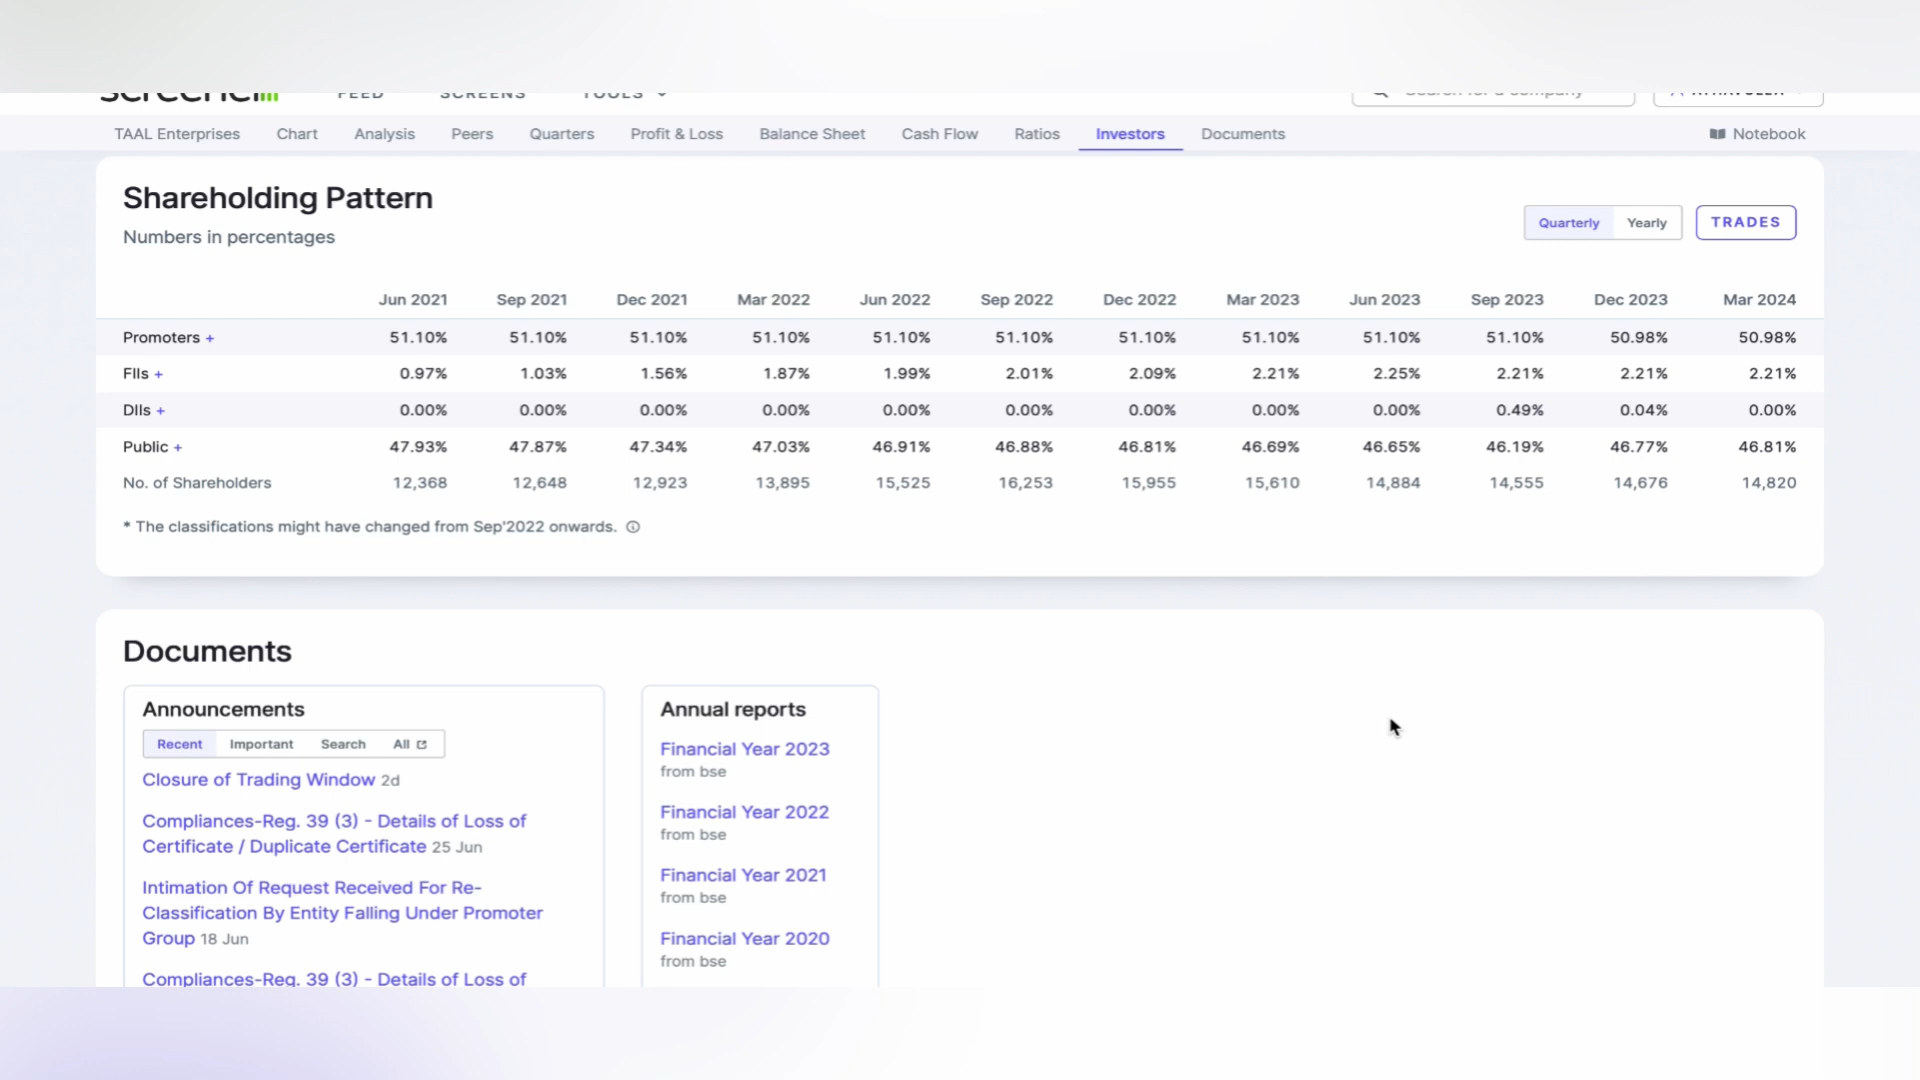 screener
FEED SCREENS TOOLS
Search for a company
TAAL Enterprises Chart Analysis Peers Quarters Profit & Loss Balance Sheet Cash Flow Ratios Investors Documents Notebook
Shareholding Pattern
Numbers in percentages
Quarterly Yearly TRADES
Jun 2021 Sep 2021 Dec 2021 Mar 2022 Jun 2022 Sep 2022 Dec 2022 Mar 2023 Jun 2023 Sep 2023 Dec 2023 Mar 2024
Promoters + 51.10% 51.10% 51.10% 51.10% 51.10% 51.10% 51.10% 51.10% 51.10% 51.10% 50.98% 50.98%
FIIs + 0.97% 1.03% 1.56% 1.87% 1.99% 2.01% 2.09% 2.21% 2.25% 2.21% 2.21% 2.21%
DIIs + 0.00% 0.00% 0.00% 0.00% 0.00% 0.00% 0.00% 0.00% 0.00% 0.49% 0.04% 0.00%
Public + 47.93% 47.87% 47.34% 47.03% 46.91% 46.88% 46.81% 46.69% 46.65% 46.19% 46.77% 46.81%
No. of Shareholders 12,368 12,648 12,923 13,895 15,525 16,253 15,955 15,610 14,884 14,555 14,676 14,820
* The classifications might have changed from Sep'2022 onwards.
Documents
Announcements
Recent Important Search All
Closure of Trading Window 2d
Compliances-Reg. 39 (3) - Details of Loss of
Certificate / Duplicate Certificate 25 Jun
Intimation Of Request Received For Re-
Classification By Entity Falling Under Promoter
Group 18 Jun
Compliances-Reg. 39 (3) - Details of Loss of
Annual reports
Financial Year 2023
from bse
Financial Year 2022
from bse
Financial Year 2021
from bse
Financial Year 2020
from bse